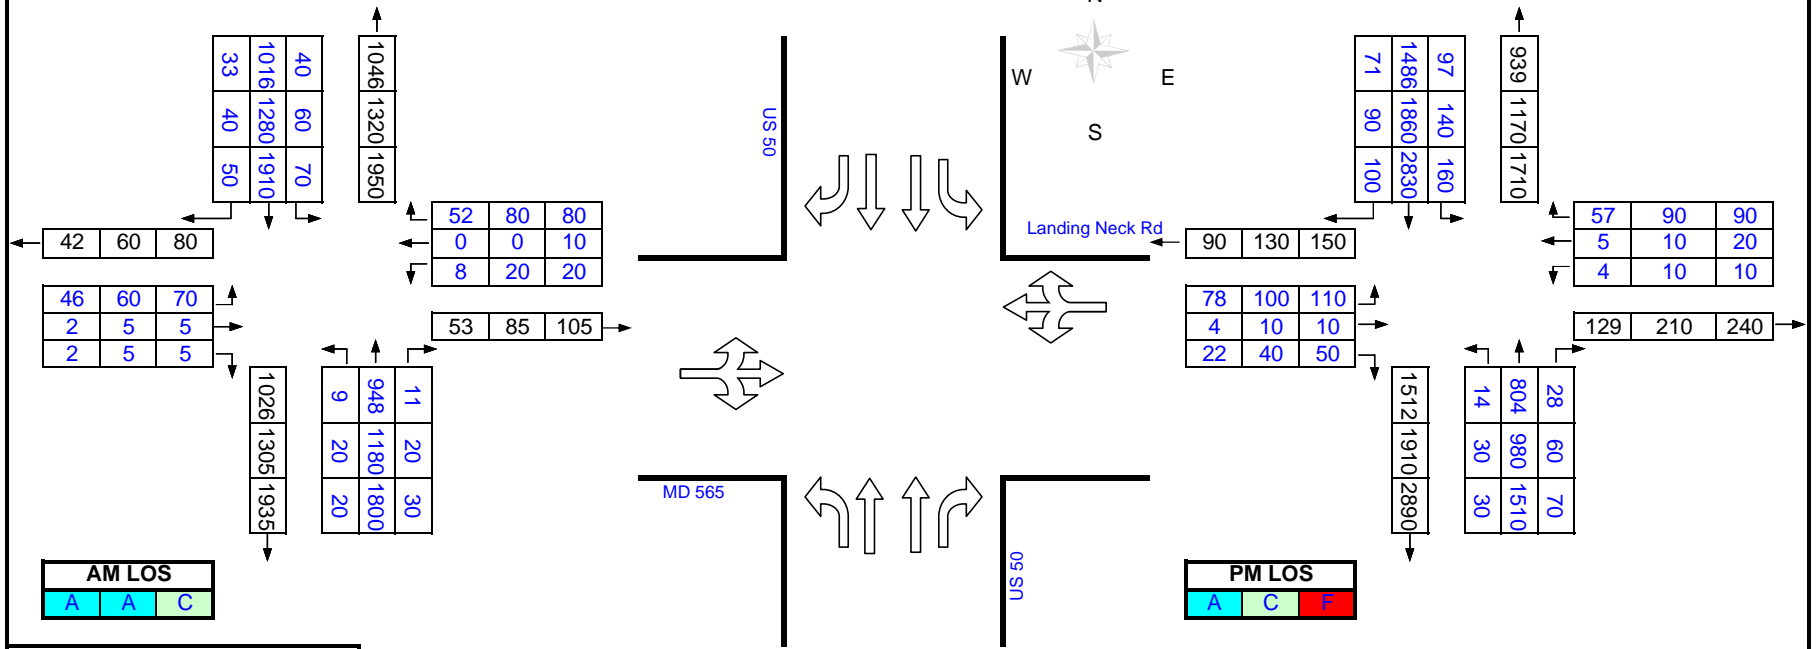 N
W E
S
US 50
Landing Neck Rd
MD 565
US 50
33 1016 40
40 1280 60
50 1910 70
1046 1320 1950
42 60 80
52 80 80
0 0 10
8 20 20
46 60 70
2 5 5
2 5 5
53 85 105
1026 1305 1935
9 948 11
20 1180 20
20 1800 30
AM LOS
A A C
71 1486 97
90 1860 140
100 2830 160
939 1170 1710
90 130 150
57 90 90
5 10 20
4 10 10
78 100 110
4 10 10
22 40 50
129 210 240
1512 1910 2890
14 804 28
30 980 60
30 1510 70
PM LOS
A C F